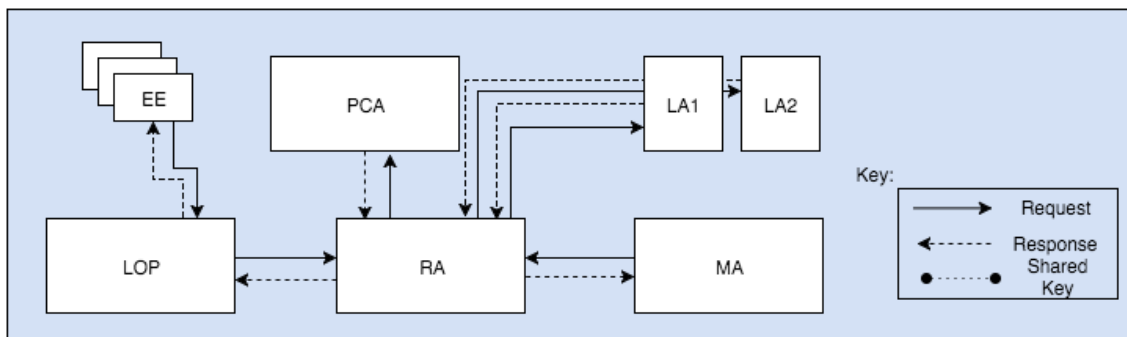 EE
PCA
LA1
LA2
Key:
Request
Response
Shared
Key
LOP
RA
MA